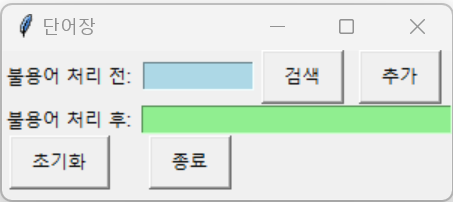 단어장
불용어 처리 전: 검색 추가
불용어 처리 후:
초기화 종료